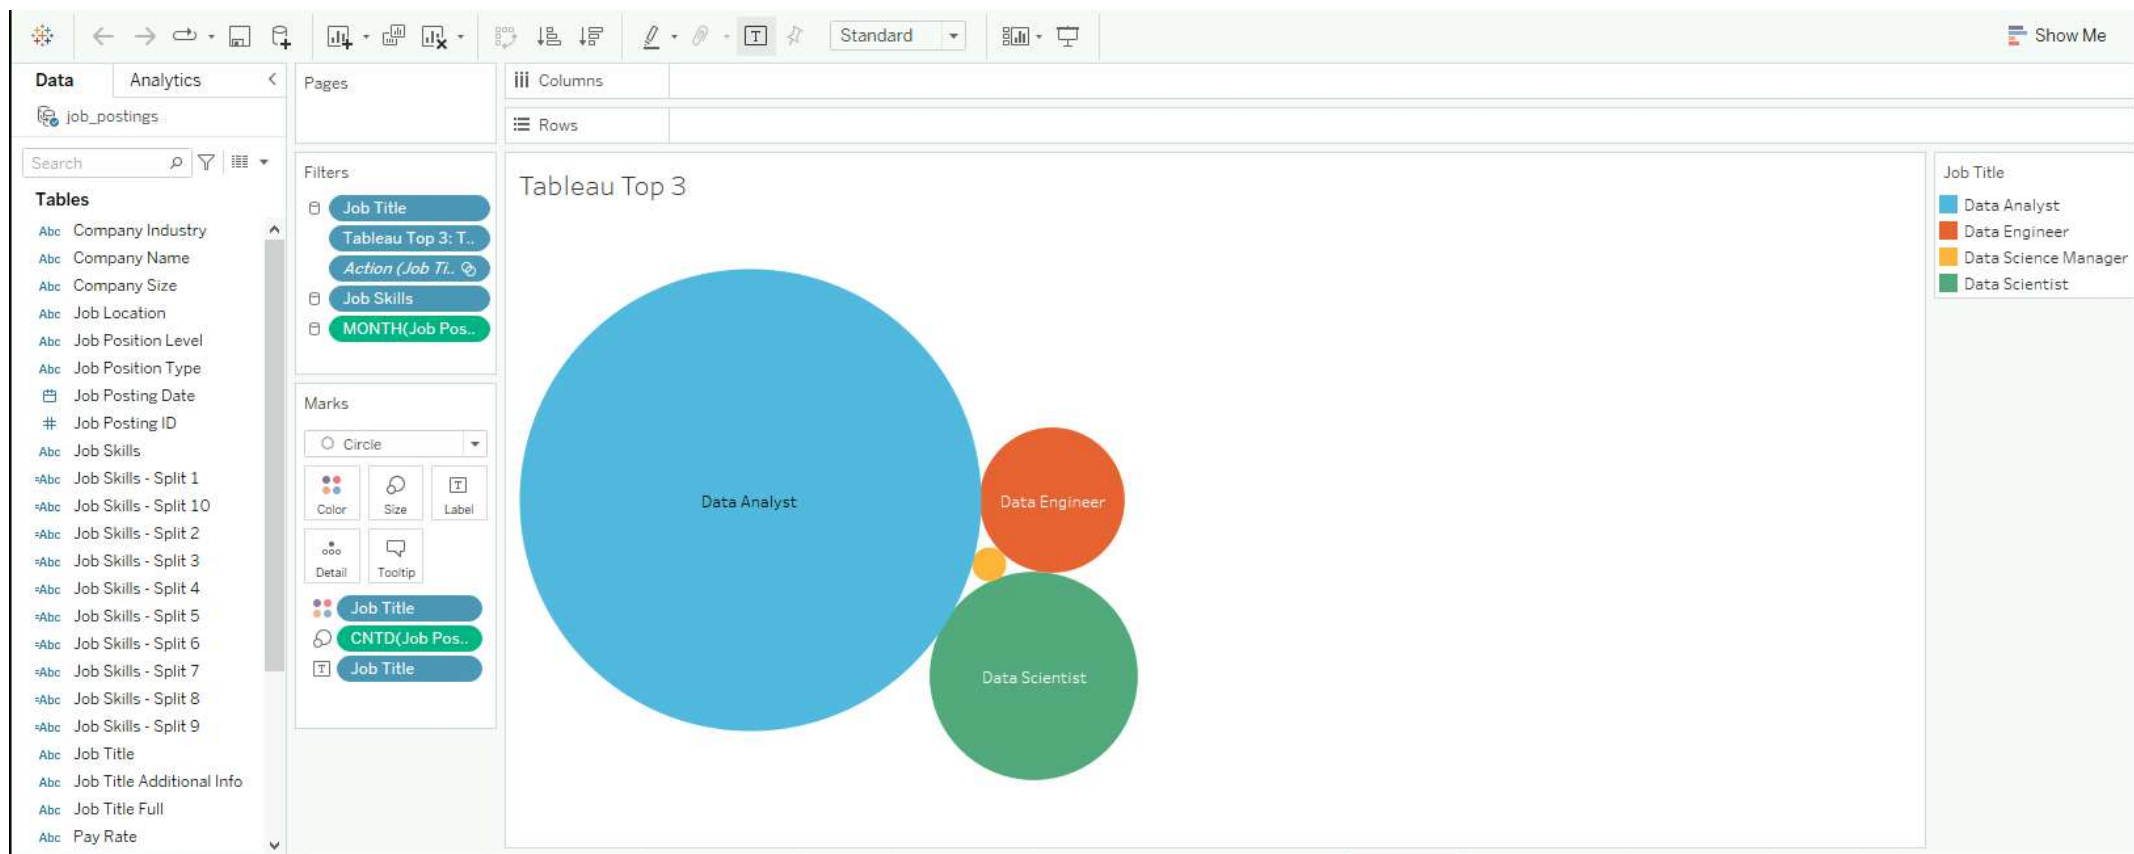 Standard
Show Me
Data
Analytics
job_postings
Search
Tables
Abc Company Industry
Abc Company Name
Abc Company Size
Abc Job Location
Abc Job Position Level
Abc Job Position Type
Job Posting Date
# Job Posting ID
Abc Job Skills
=Abc Job Skills - Split 1
=Abc Job Skills - Split 10
=Abc Job Skills - Split 2
=Abc Job Skills - Split 3
=Abc Job Skills - Split 4
=Abc Job Skills - Split 5
=Abc Job Skills - Split 6
=Abc Job Skills - Split 7
=Abc Job Skills - Split 8
=Abc Job Skills - Split 9
Abc Job Title
Abc Job Title Additional Info
Abc Job Title Full
Abc Pay Rate
Pages
Filters
Job Title
Tableau Top 3: T..
Action (Job Ti..
Job Skills
MONTH(Job Pos..
Marks
Circle
Color
Size
T
Label
Detail
Tooltip
Job Title
CNTD(Job Pos..
T Job Title
Columns
Rows
Tableau Top 3
Data Analyst
Data Engineer
Data Scientist
Job Title
Data Analyst
Data Engineer
Data Science Manager
Data Scientist